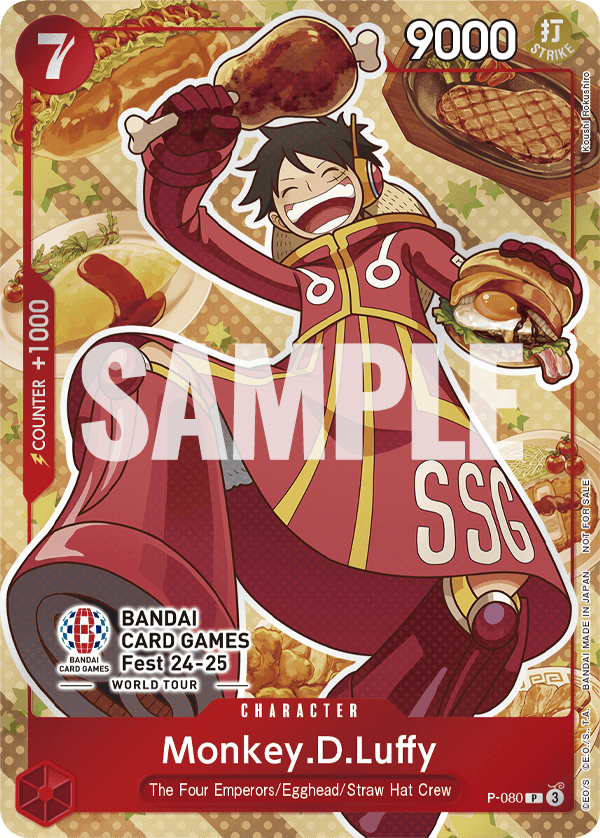 7
9000
打
STRIKE
Koushi Rokushiro
COUNTER +1000
SAMPLE
SSG
BANDAI
CARD GAMES
Fest 24-25
WORLD TOUR
BANDAI
CARD GAMES
©E.O/S ©E.O./S., T.A. BANDAI MADE IN JAPAN NOT FOR SALE
CHARACTER
Monkey.D.Luffy
The Four Emperors/Egghead/Straw Hat Crew
P-080 P 3